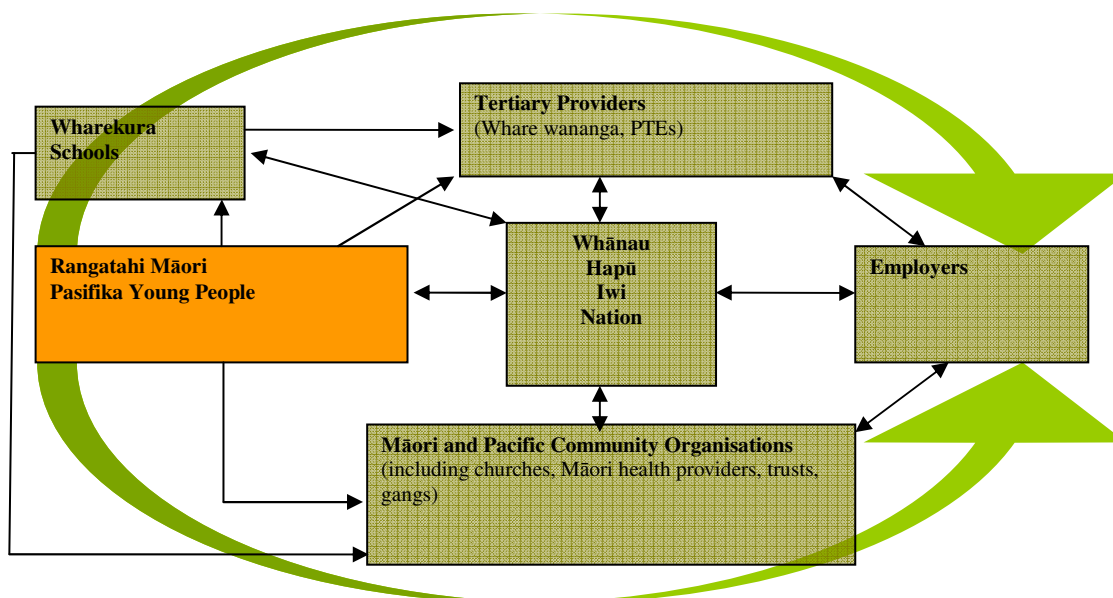 Tertiary Providers
(Whare wananga, PTEs)
Wharekura
Schools
Rangatahi Māori
Pasifika Young People
Whānau
Hapū
Iwi
Nation
Employers
Māori and Pacific Community Organisations
(including churches, Māori health providers, trusts,
gangs)